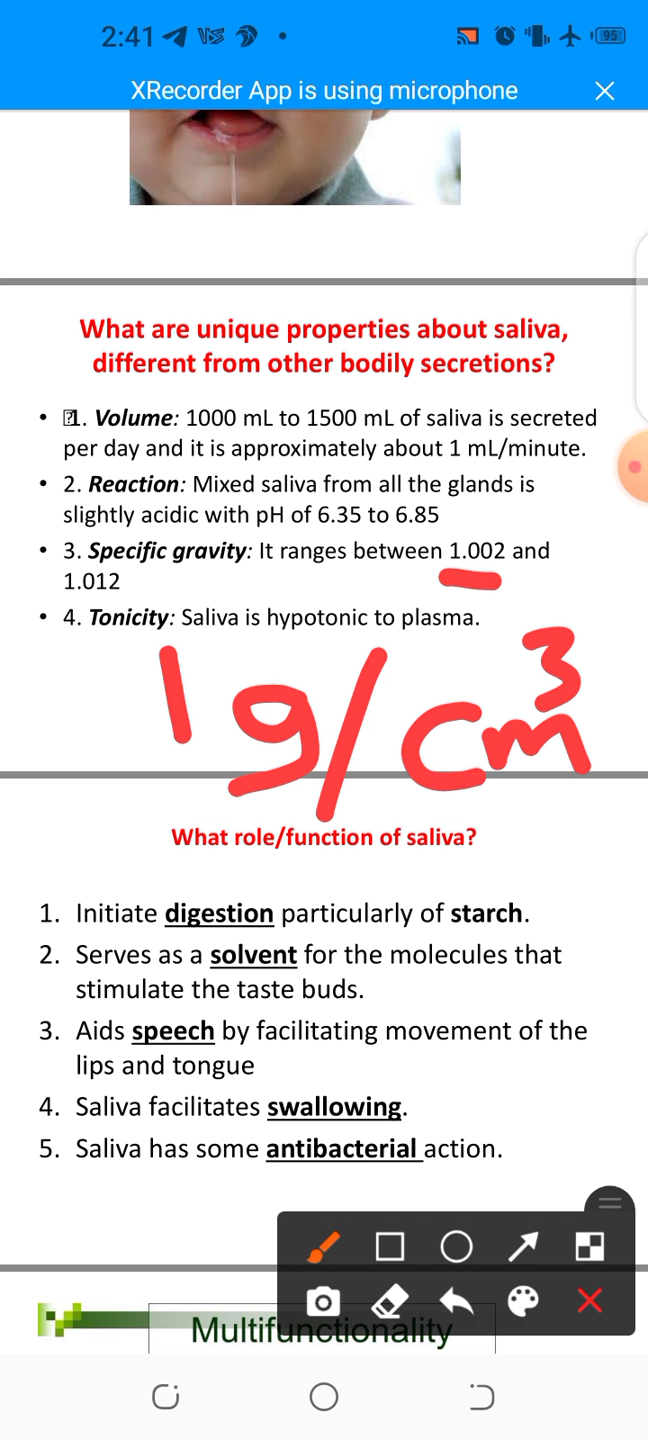 2:41
VS
95
XRecorder App is using microphone
What are unique properties about saliva,
different from other bodily secretions?
• 1. Volume: 1000 mL to 1500 mL of saliva is secreted
per day and it is approximately about 1 mL/minute.
• 2. Reaction: Mixed saliva from all the glands is
slightly acidic with pH of 6.35 to 6.85
• 3. Specific gravity: It ranges between 1.002 and
1.012
• 4. Tonicity: Saliva is hypotonic to plasma.
1g/cm³
What role/function of saliva?
1. Initiate digestion particularly of starch.
2. Serves as a solvent for the molecules that
stimulate the taste buds.
3. Aids speech by facilitating movement of the
lips and tongue
4. Saliva facilitates swallowing.
5. Saliva has some antibacterial action.
Multifunctionality